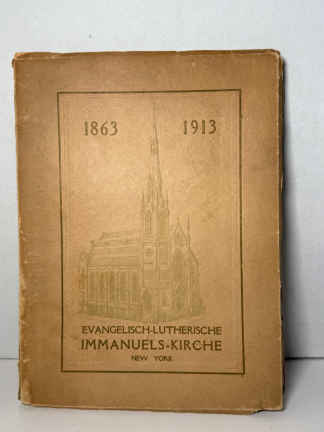 1863 1913
EVANGELISCH-LUTHERISCHE
IMMANUELS-KIRCHE
NEW YORK